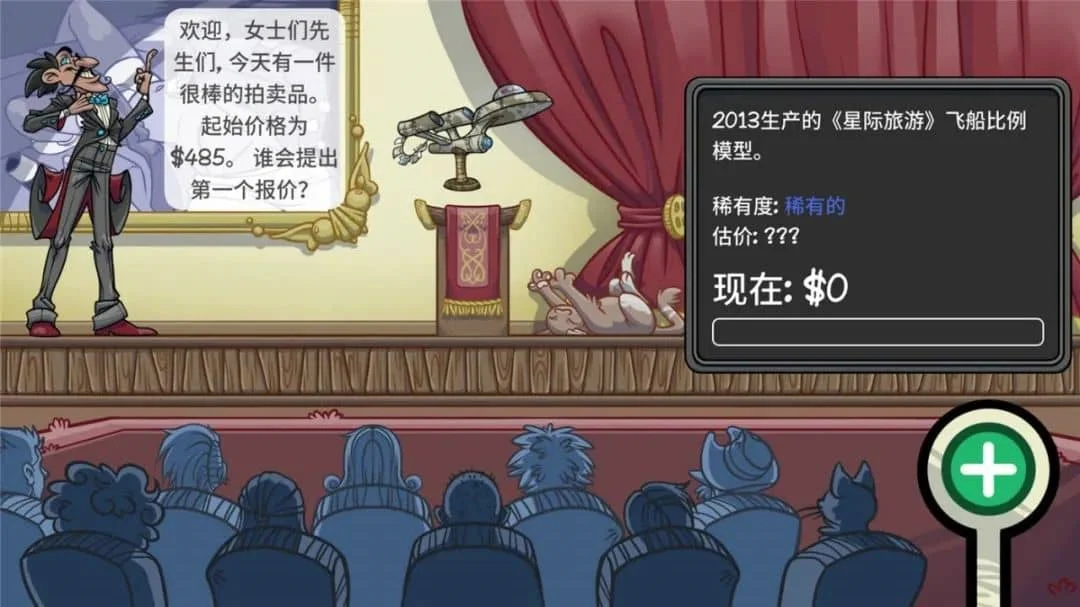 欢迎，女士们先
生们, 今天有一件
很棒的拍卖品。
起始价格为
$485。 谁会提出
第一个报价？
2013生产的《星际旅游》飞船比例
模型。
稀有度: 稀有的
估价: ???
现在: $0